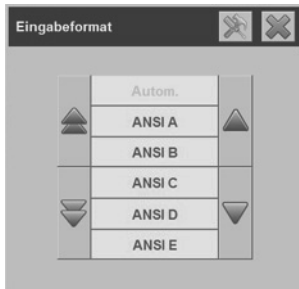 Eingabeformat
Autom.
ANSI A
ANSI B
ANSI C
ANSI D
ANSI E